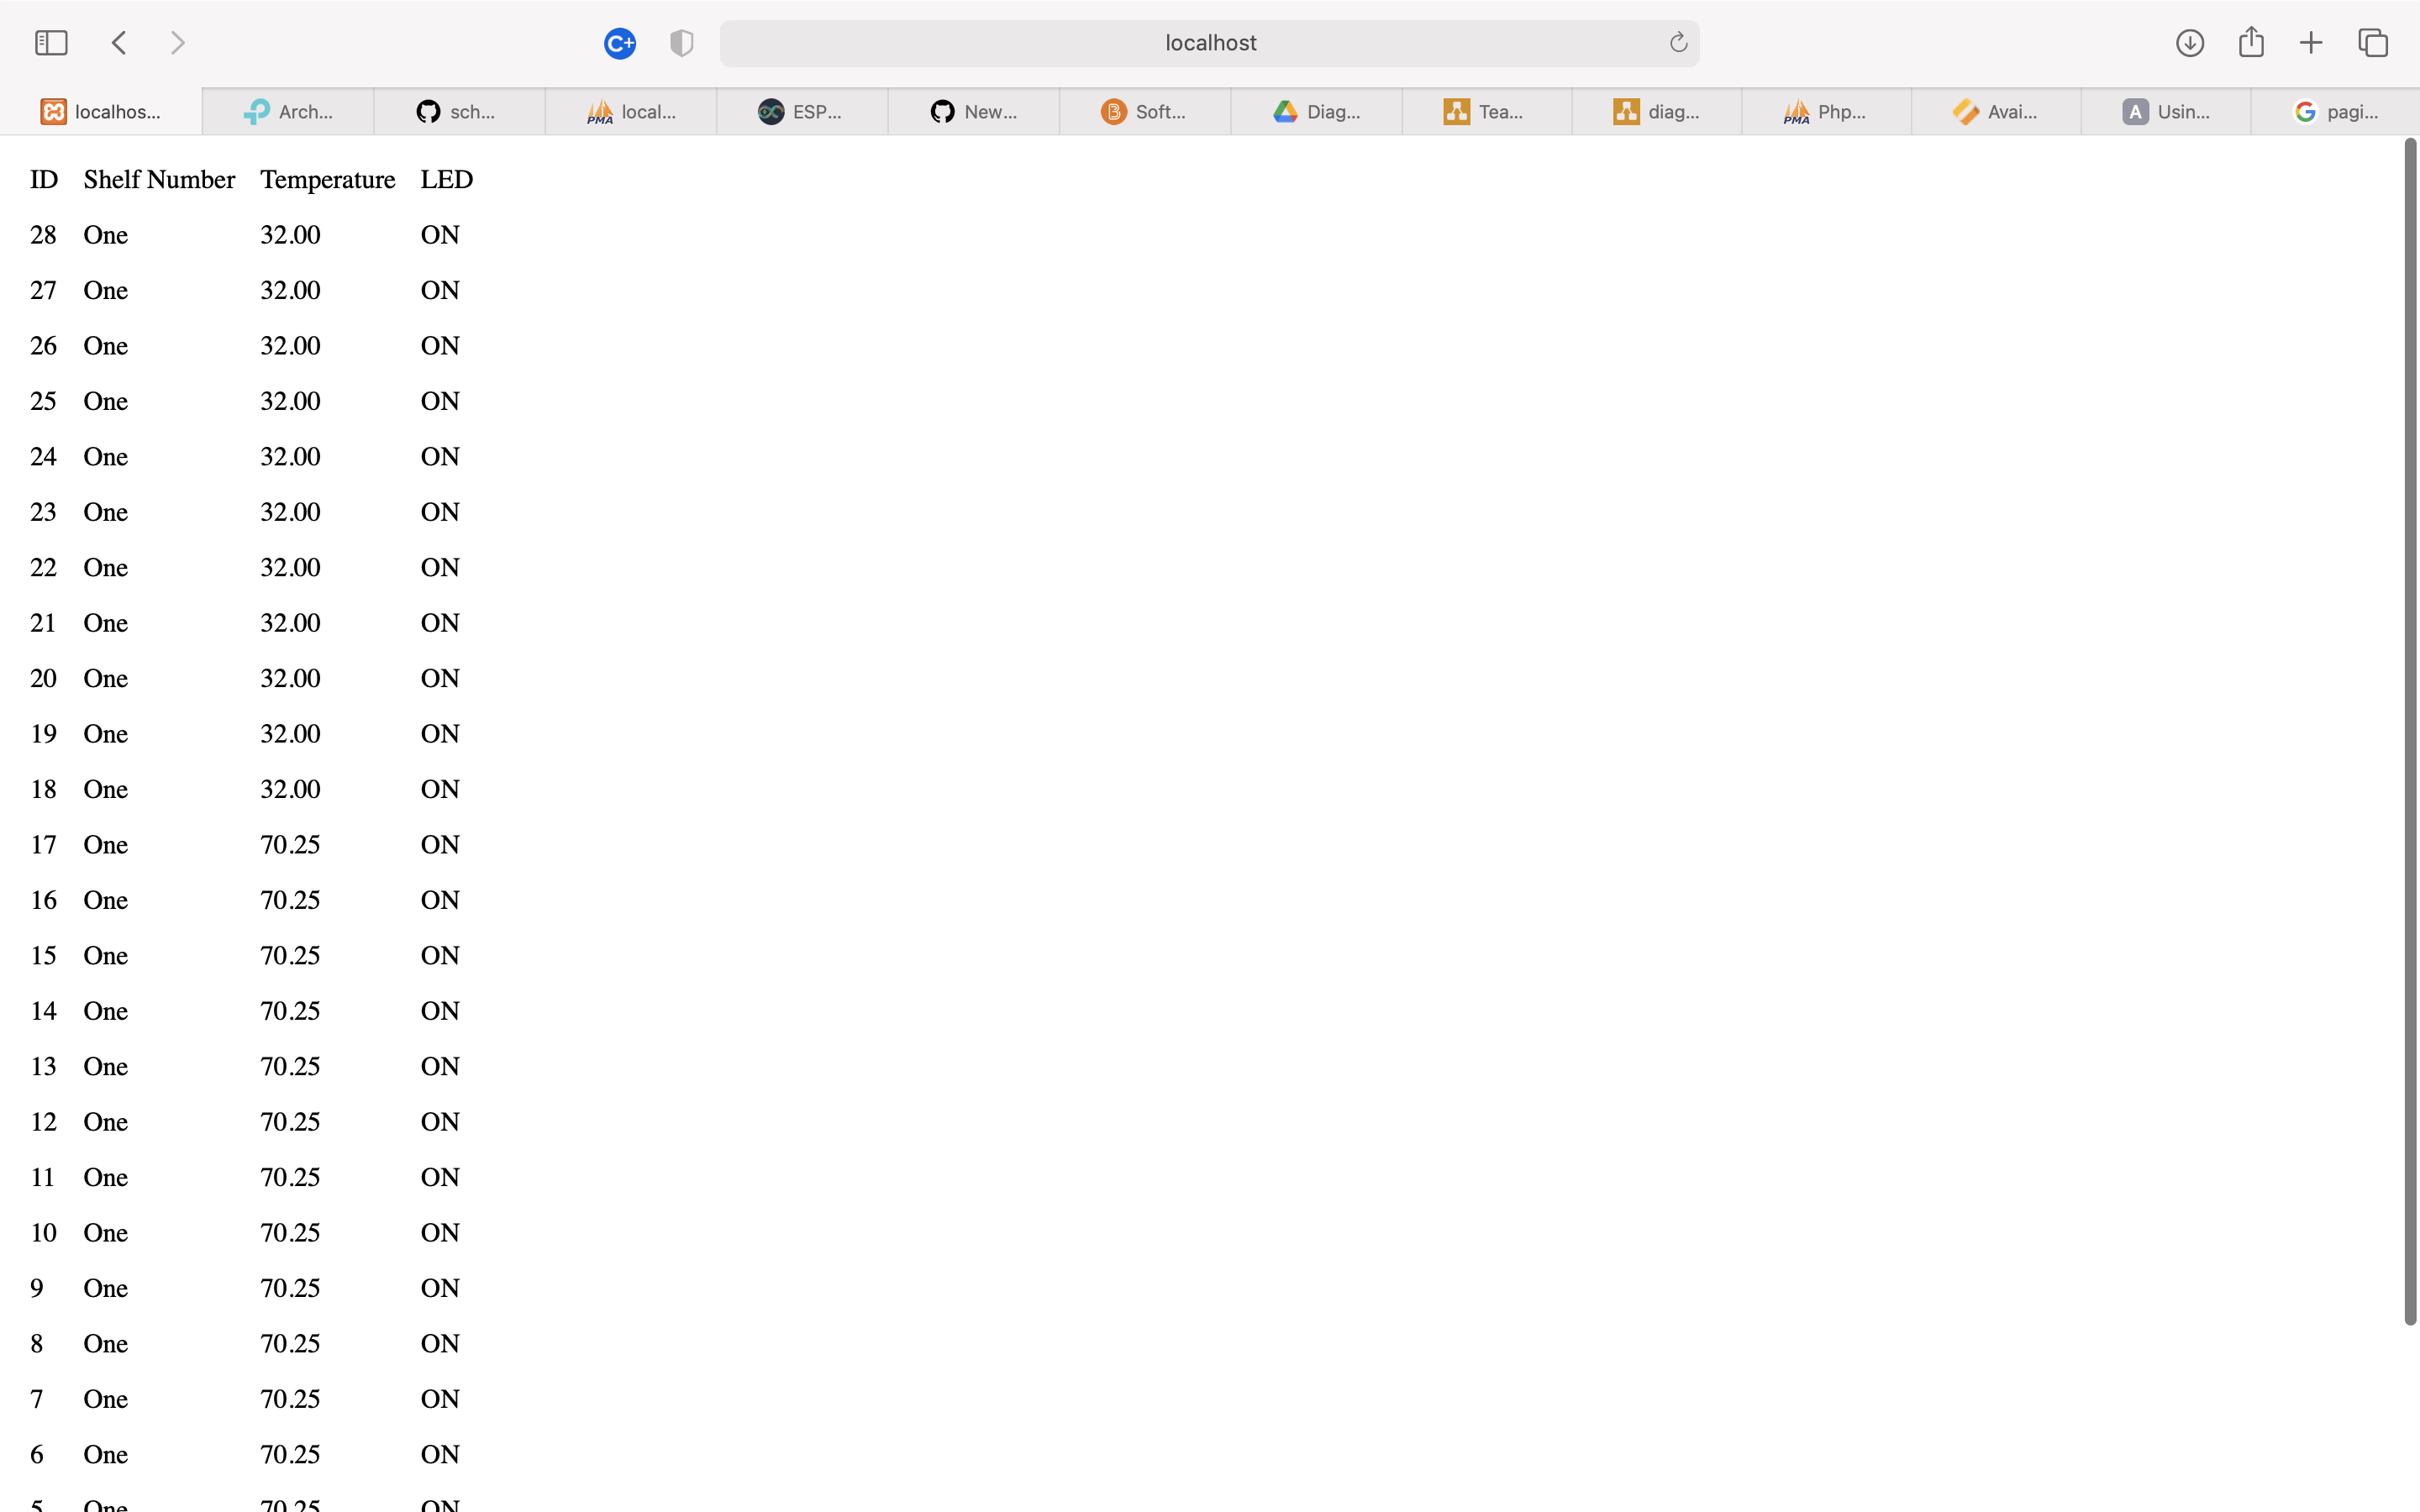 localhost
localhos... Arch... sch... local... ESP... New... Soft... Diag... Tea... diag... Php... Avai... Usin... pagi...
ID Shelf Number Temperature LED
28 One 32.00 ON
27 One 32.00 ON
26 One 32.00 ON
25 One 32.00 ON
24 One 32.00 ON
23 One 32.00 ON
22 One 32.00 ON
21 One 32.00 ON
20 One 32.00 ON
19 One 32.00 ON
18 One 32.00 ON
17 One 70.25 ON
16 One 70.25 ON
15 One 70.25 ON
14 One 70.25 ON
13 One 70.25 ON
12 One 70.25 ON
11 One 70.25 ON
10 One 70.25 ON
9 One 70.25 ON
8 One 70.25 ON
7 One 70.25 ON
6 One 70.25 ON
5 One 70.25 ON